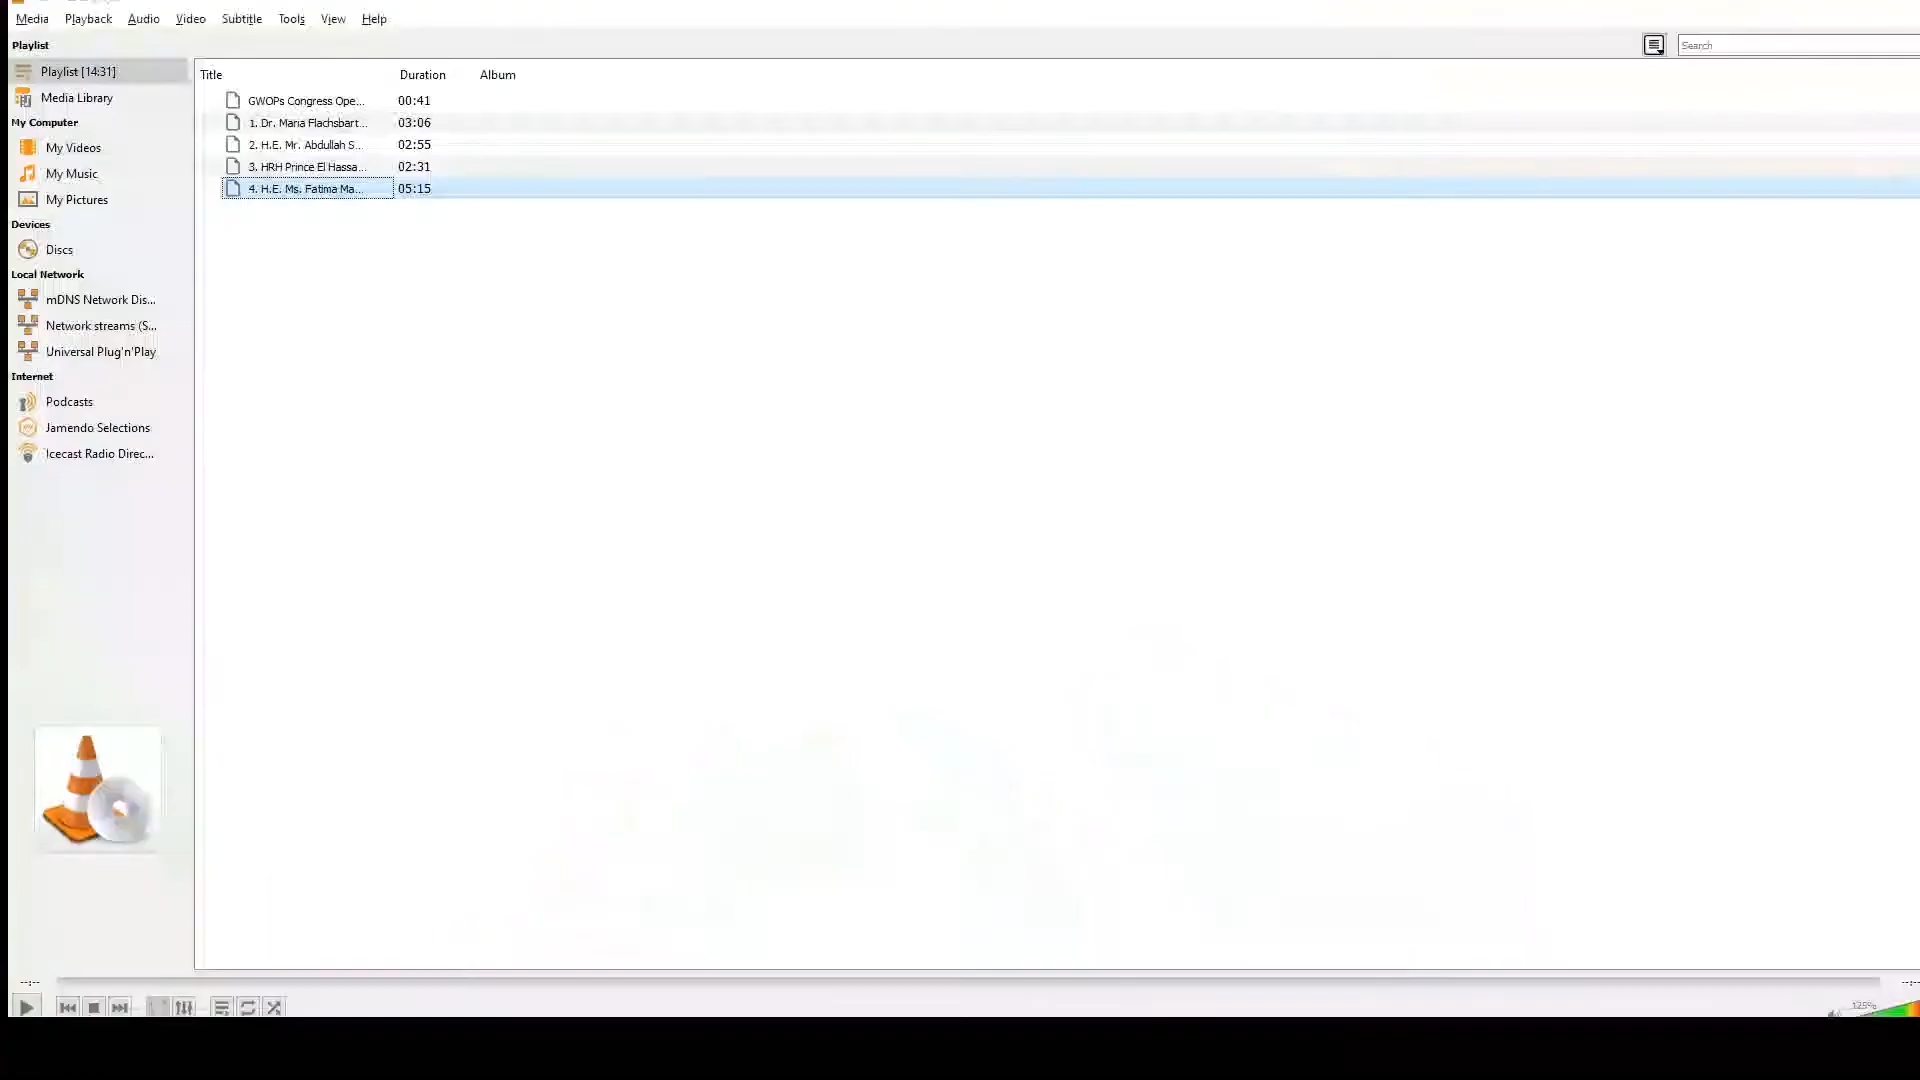 Media Playback Audio Video Subtitle Tools View Help
Playlist
Search
Playlist [14:31]
Media Library
My Computer
My Videos
My Music
My Pictures
Devices
Discs
Local Network
mDNS Network Dis...
Network streams (S...
Universal Plug'n'Play
Internet
Podcasts
Jamendo Selections
Icecast Radio Direc...
Title Duration Album
GWOPs Congress Ope... 00:41
1. Dr. Maria Flachsbart... 03:06
2. H.E. Mr. Abdullah S... 02:55
3. HRH Prince El Hassa... 02:31
4. H.E. Ms. Fatima Ma... 05:15
--:--
--:--
125%